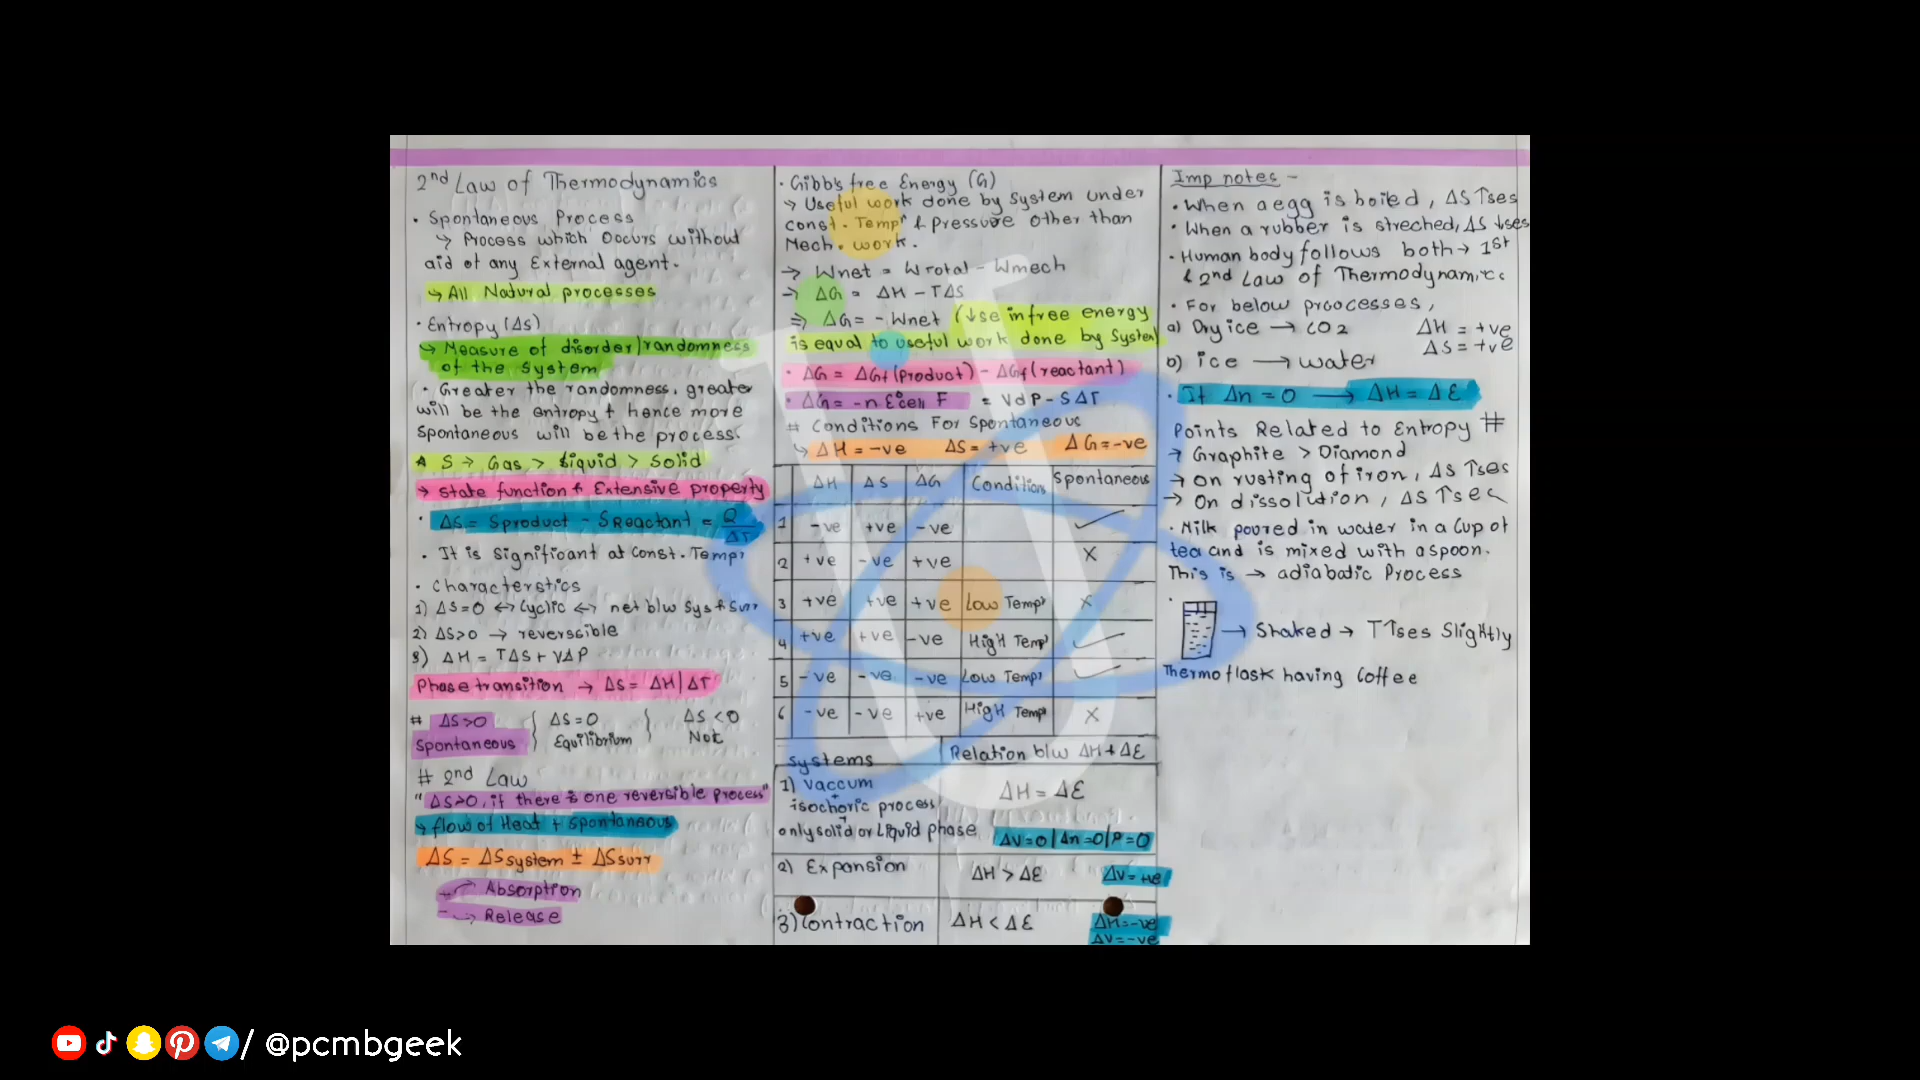 2nd Law of Thermodynamics
• Spontaneous Process
↳ Process which Occurs without
aid of any External agent.
↳ All Natural processes
• Entropy (Δs)
↳ Measure of disorder/randomness
of the System
• Greater the randomness, greater
will be the entropy + hence more
Spontaneous will be the process.
S → Gas > Liquid > Solid
→ state function + Extensive property
• ΔS = Sproduct - SReactant = Q/ΔT
• It is Significant at Const. Tempr
• Characterstics
1) ΔS=0 ↔ Cyclic ↔ net b/w Sys + Surr
2) ΔS>0 → reverssible
3) ΔH = TΔS + VΔP
Phase transition → ΔS = ΔH|ΔT
# ΔS>0 { ΔS=0 } ΔS<0
Spontaneous Equilibrium Not
# 2nd Law
"ΔS>0, if there is one reversible process"
→ flow of Heat + Spontaneous
ΔS = ΔSsystem ± ΔSsurr
+ → Absorption
- → Release
• Gibb's free Energy (G)
↳ Useful work done by System under
const. Tempr & Pressure other than
Mech. work.
→ Wnet = WTotal - Wmech
→ ΔG = ΔH - TΔS
⇒ ΔG = - Wnet (↓se in free energy
is equal to useful work done by System)
• ΔG = ΔGf (Product) - ΔGf (reactant)
• ΔG = -n E°cell F = VdP - SΔT
# Conditions For Spontaneous
↳ ΔH = -ve ΔS = +ve ΔG = -ve
ΔH ΔS ΔG Conditions Spontaneous
1 -ve +ve -ve ✓
2 +ve -ve +ve X
3 +ve +ve +ve Low Tempr X
4 +ve +ve -ve High Tempr ✓
5 -ve -ve -ve Low Tempr ✓
6 -ve -ve +ve High Tempr X
Systems Relation b/w ΔH + ΔE
1) Vaccum
+
isochoric process ΔH = ΔE
+
only solid or Liquid phase ΔV=0 | Δn=0 | P=0
2) Expansion ΔH > ΔE ΔV=+ve
3) Contraction ΔH < ΔE ΔH=-ve
ΔV=-ve
Imp notes -
• When a egg is boiled, ΔS ↑ses
• When a rubber is streched, ΔS ↓ses
• Human body follows both → 1st
& 2nd Law of Thermodynamics
• For below processes,
a) Dry ice → CO2 ΔH = +ve
ΔS = +ve
b) ice → water
• If Δn = 0 → ΔH = ΔE
Points Related to Entropy #
→ Graphite > Diamond
→ on rusting of iron, ΔS ↑ses
→ On dissolution, ΔS ↑ses
• Milk poured in water in a Cup of
tea and is mixed with a spoon.
This is → adiabatic Process
• → Shaked → T↑ses Slightly
Thermoflask having Coffee
/ @pcmbgeek